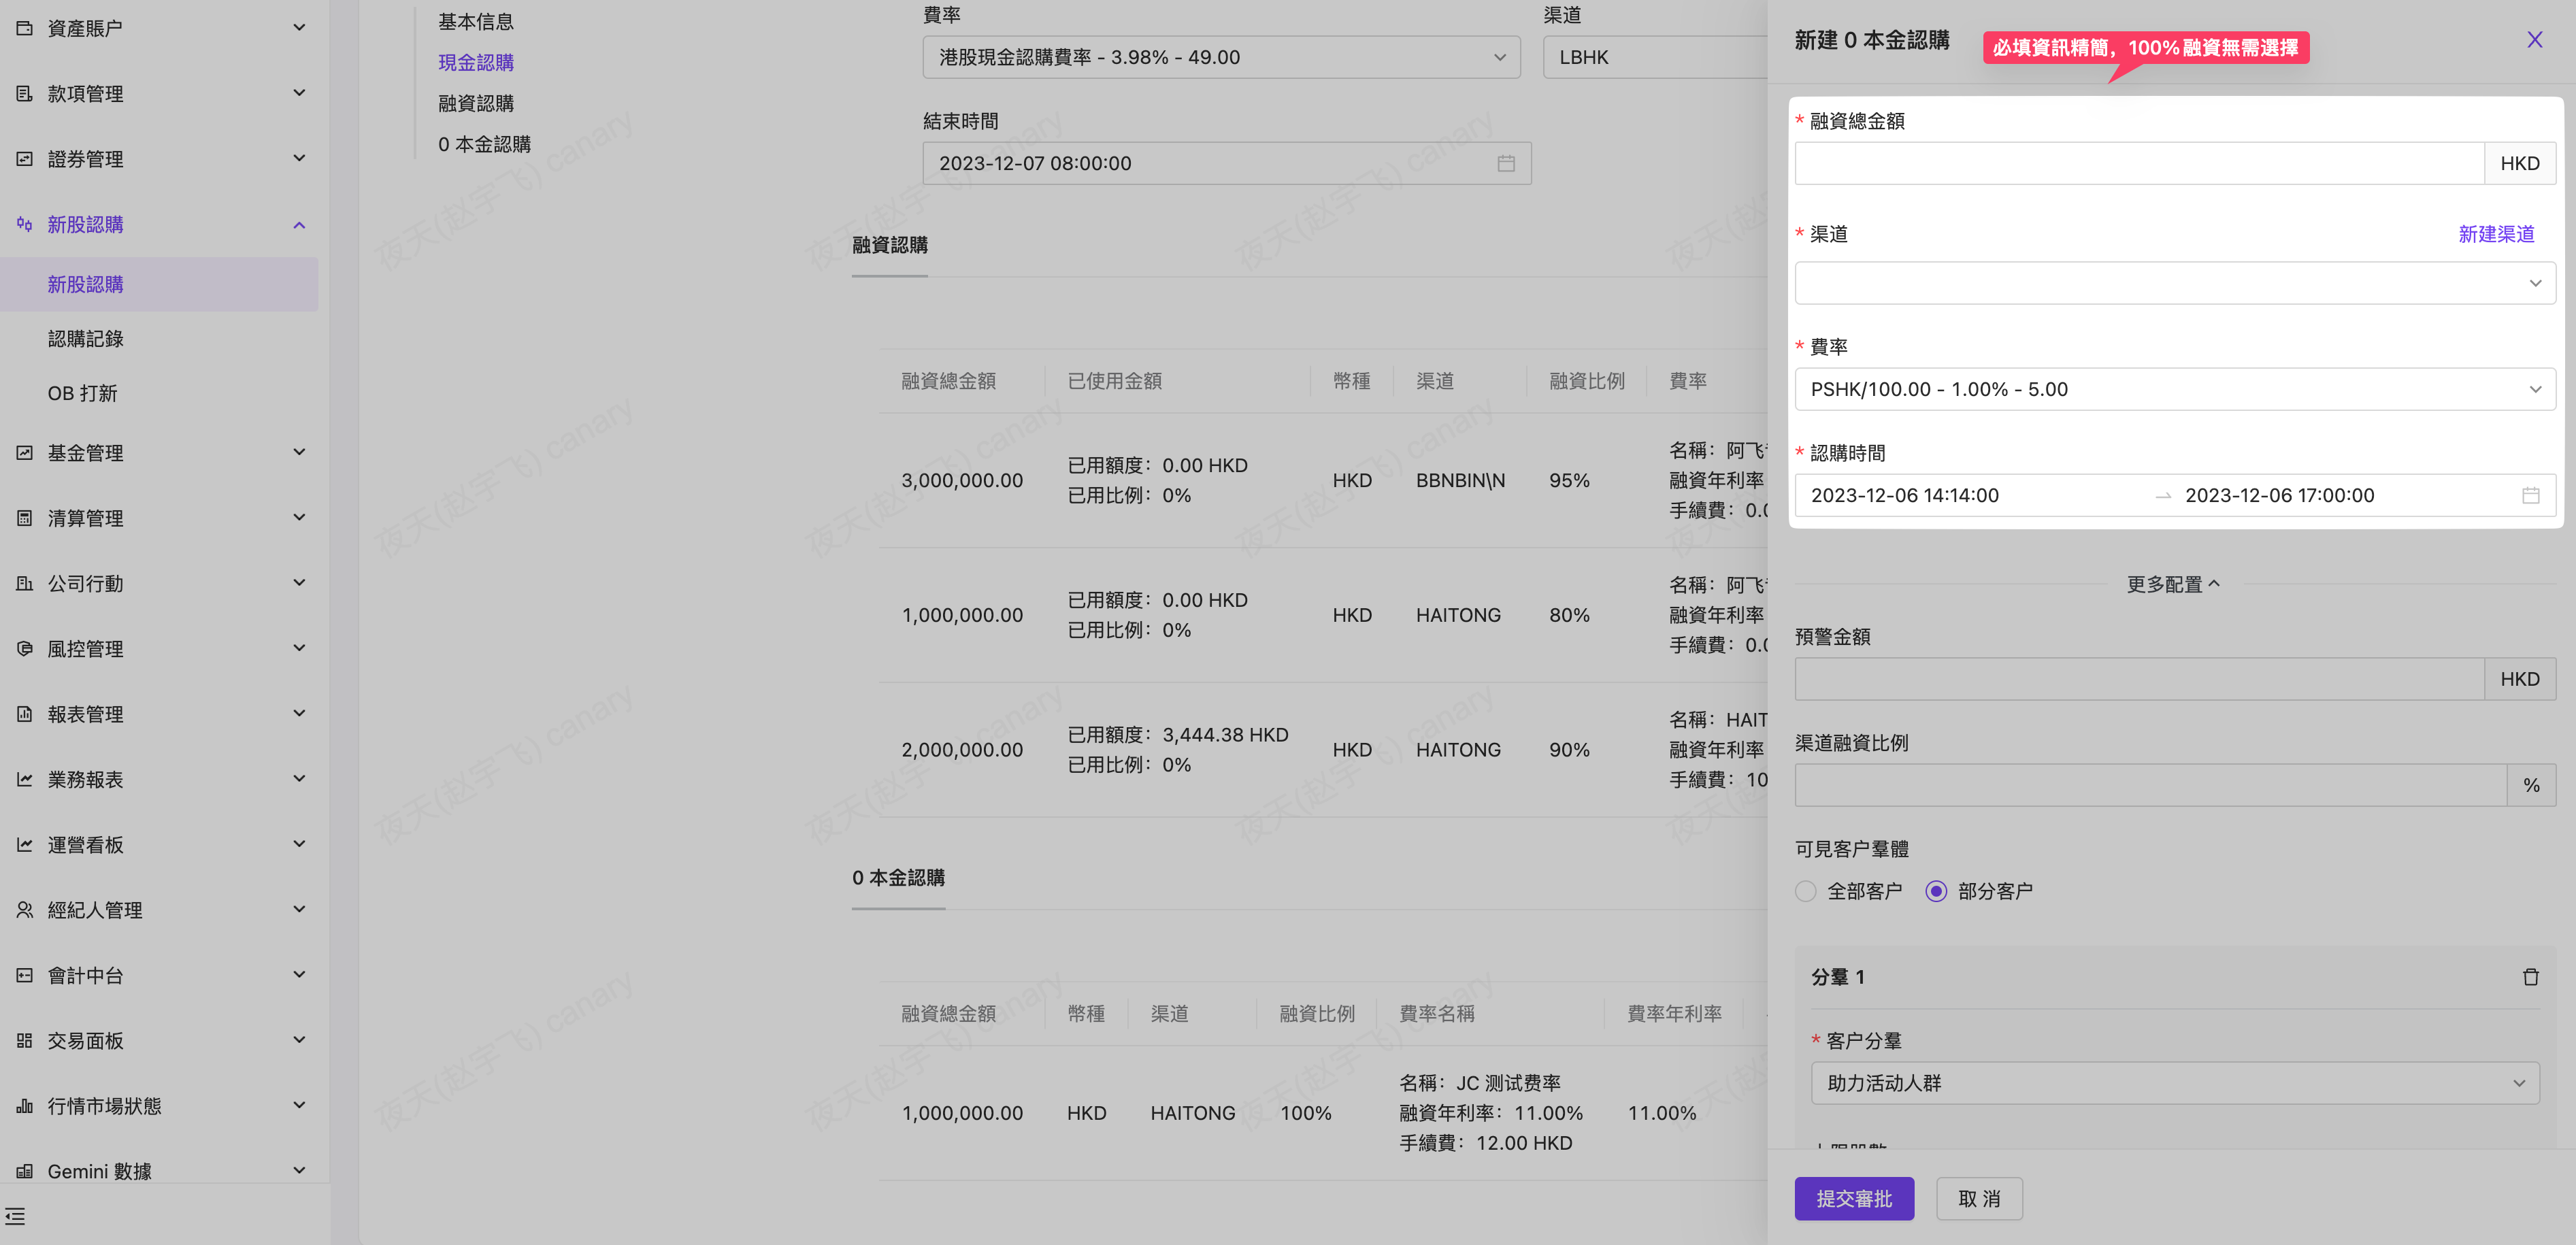 資產賬户
款項管理
證券管理
新股認購
新股認購
認購記錄
OB 打新
基金管理
清算管理
公司行動
風控管理
報表管理
業務報表
運營看板
經紀人管理
會計中台
交易面板
行情市場狀態
Gemini 數據
基本信息
現金認購
融資認購
0 本金認購
費率
渠道
港股現金認購費率 - 3.98% - 49.00
LBHK
結束時間
2023-12-07 08:00:00
融資認購
融資總金額 已使用金額 幣種 渠道 融資比例 費率
3,000,000.00
已用額度：0.00 HKD
已用比例：0%
HKD
BBNBIN\N
95%
名稱：阿飞
融資年利率
手續費：0.0
1,000,000.00
已用額度：0.00 HKD
已用比例：0%
HKD
HAITONG
80%
名稱：阿飞
融資年利率
手續費：0.0
2,000,000.00
已用額度：3,444.38 HKD
已用比例：0%
HKD
HAITONG
90%
名稱：HAIT
融資年利率
手續費：10
0 本金認購
融資總金額 幣種 渠道 融資比例 費率名稱 費率年利率
1,000,000.00
HKD
HAITONG
100%
名稱：JC 测试费率
融資年利率：11.00%
手續費：12.00 HKD
11.00%
新建 0 本金認購
必填資訊精簡，100% 融資無需選擇
* 融資總金額
HKD
* 渠道
新建渠道
* 費率
PSHK/100.00 - 1.00% - 5.00
* 認購時間
2023-12-06 14:14:00 → 2023-12-06 17:00:00
更多配置
預警金額
HKD
渠道融資比例
%
可見客户羣體
全部客户 部分客户
分羣 1
* 客户分羣
助力活动人群
提交審批
取 消
夜天(赵宇飞) canary